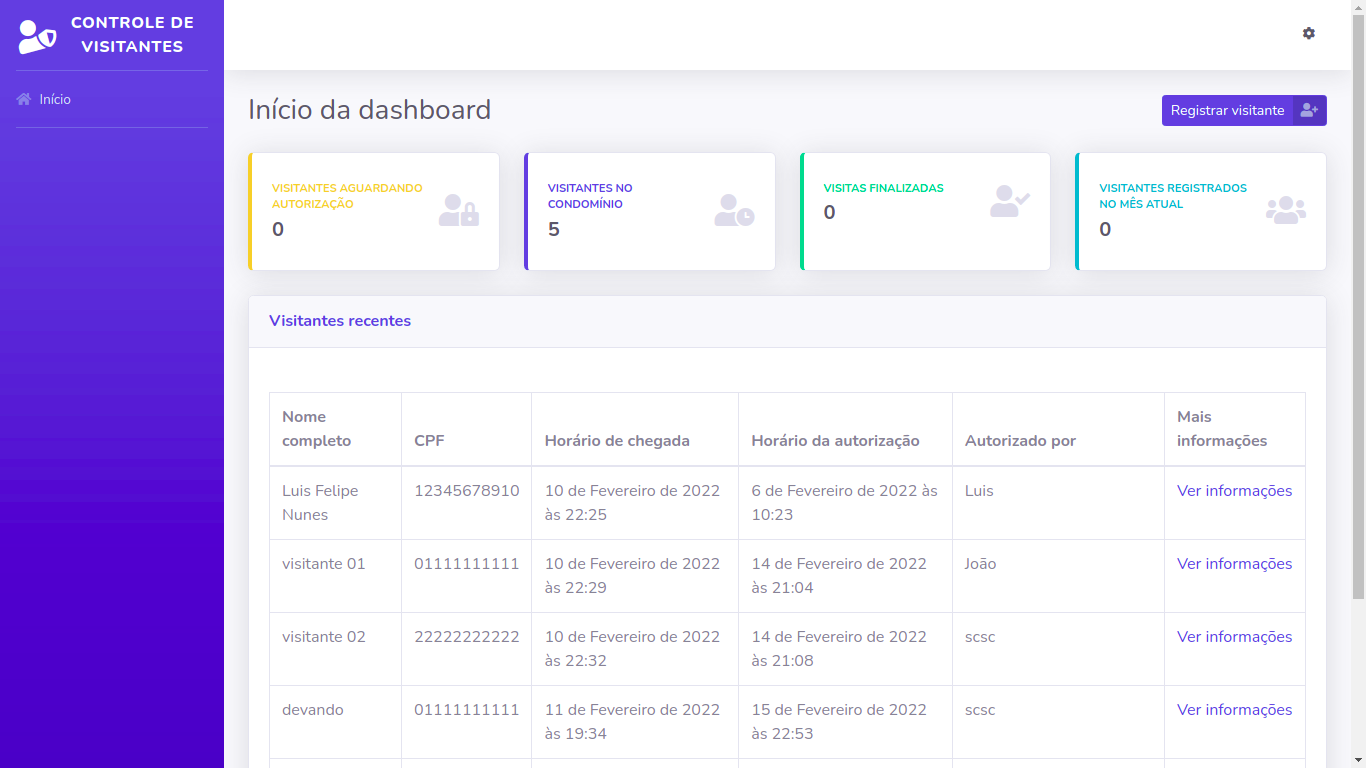 CONTROLE DE
VISITANTES
Início
Início da dashboard
Registrar visitante
VISITANTES AGUARDANDO
AUTORIZAÇÃO
0
VISITANTES NO
CONDOMÍNIO
5
VISITAS FINALIZADAS
0
VISITANTES REGISTRADOS
NO MÊS ATUAL
0
Visitantes recentes
Nome
completo
CPF
Horário de chegada
Horário da autorização
Autorizado por
Mais
informações
Luis Felipe
Nunes
12345678910
10 de Fevereiro de 2022
às 22:25
6 de Fevereiro de 2022 às
10:23
Luis
Ver informações
visitante 01
01111111111
10 de Fevereiro de 2022
às 22:29
14 de Fevereiro de 2022
às 21:04
João
Ver informações
visitante 02
22222222222
10 de Fevereiro de 2022
às 22:32
14 de Fevereiro de 2022
às 21:08
scsc
Ver informações
devando
01111111111
11 de Fevereiro de 2022
às 19:34
15 de Fevereiro de 2022
às 22:53
scsc
Ver informações